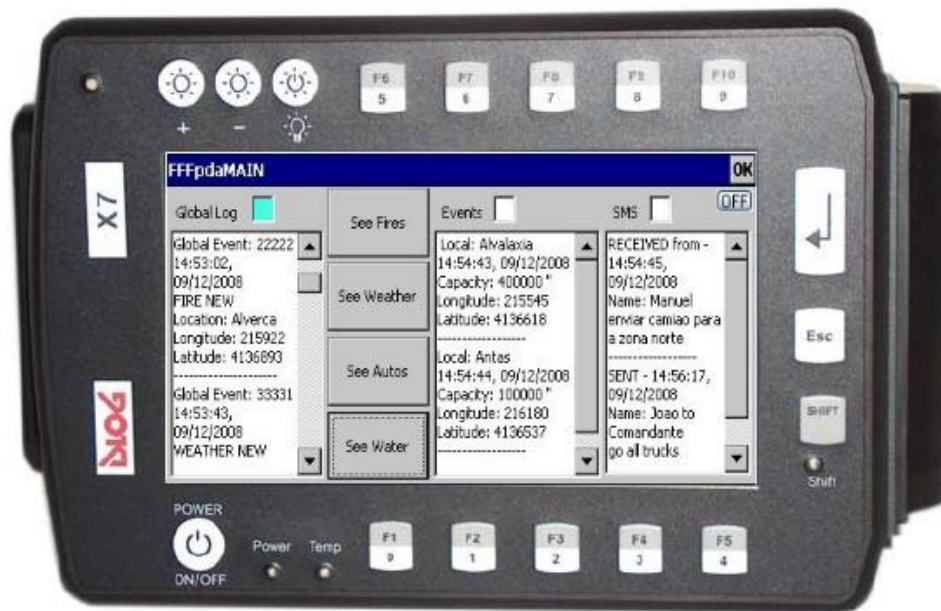 F6
5
F7
6
F8
7
F9
8
F10
9
+
-
X7
FFFpdaMAIN
OK
Global Log
Global Event: 22222
14:53:02,
09/12/2008
FIRE NEW
Location: Alverca
Longitude: 215922
Latitude: 4136893
--------------------
Global Event: 33331
14:53:43,
09/12/2008
WEATHER NEW
See Fires
See Weather
See Autos
See Water
Events
Local: Alvalaxia
14:54:43, 09/12/2008
Capacity: 400000 "
Longitude: 215545
Latitude: 4136618
-----------------
Local: Antas
14:54:44, 09/12/2008
Capacity: 100000 "
Longitude: 216180
Latitude: 4136537
-----------------
SMS
OFF
RECEIVED from -
14:54:45,
09/12/2008
Name: Manuel
enviar camiao para
a zona norte
-----------------
SENT - 14:56:17,
09/12/2008
Name: Joao to
Comandante
go all trucks
Esc
SHIFT
Shift
POWER
ON/OFF
Power
Temp
F1
0
F2
1
F3
2
F4
3
F5
4